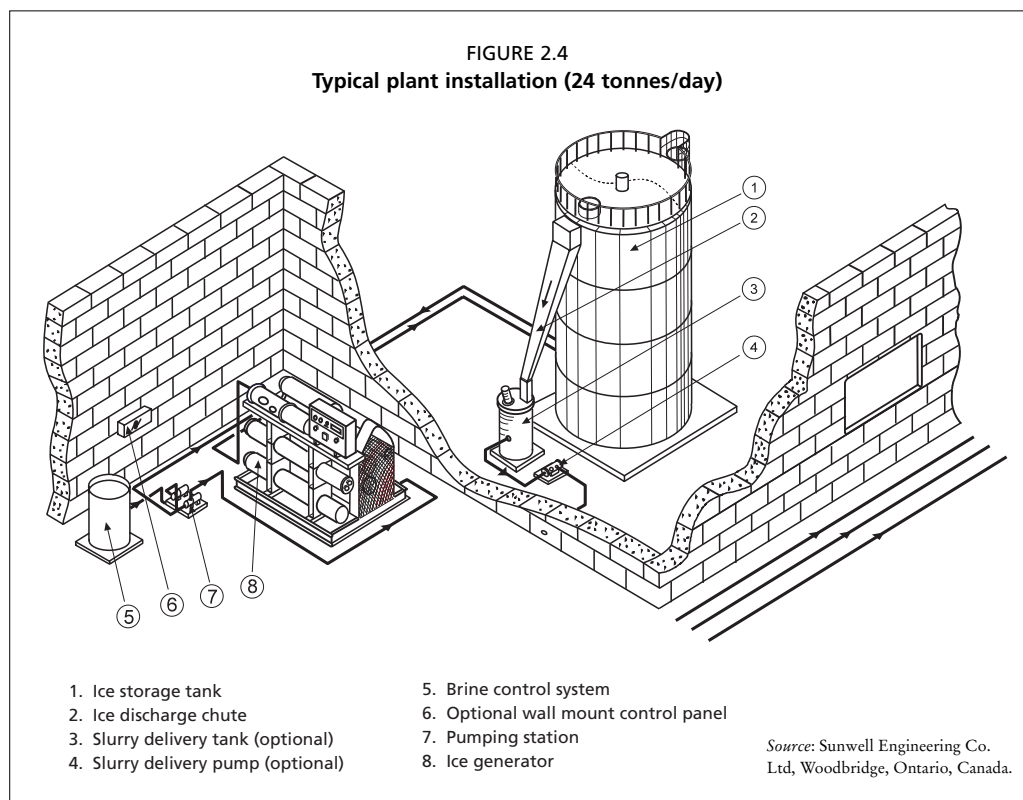 FIGURE 2.4
Typical plant installation (24 tonnes/day)
1
2
3
4
5
6
7
8
1. Ice storage tank
2. Ice discharge chute
3. Slurry delivery tank (optional)
4. Slurry delivery pump (optional)
5. Brine control system
6. Optional wall mount control panel
7. Pumping station
8. Ice generator
Source: Sunwell Engineering Co.
Ltd, Woodbridge, Ontario, Canada.